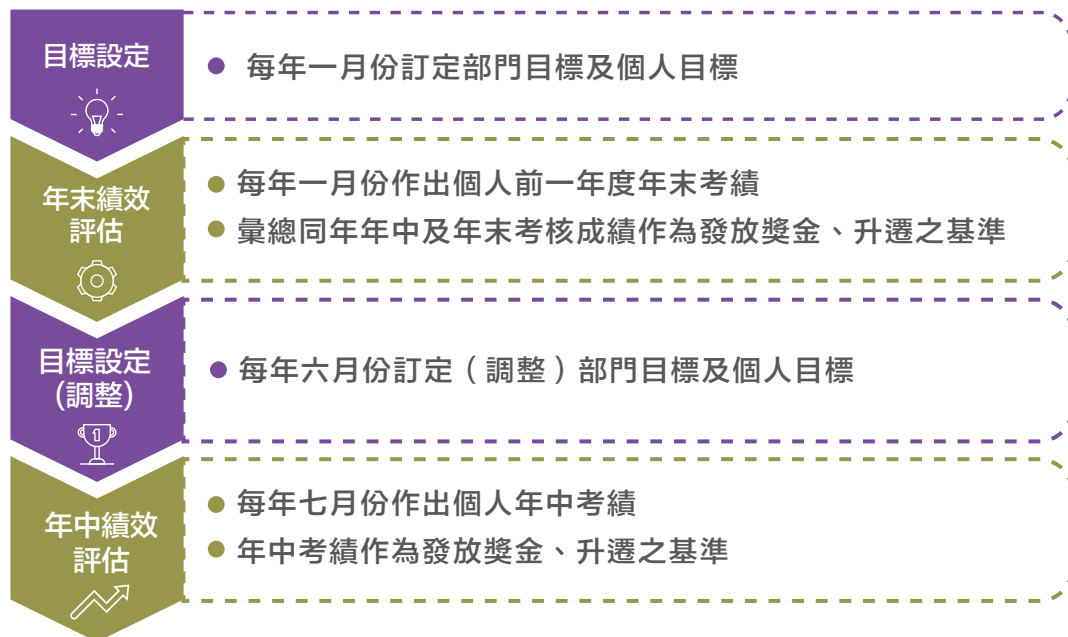 目標設定
每年一月份訂定部門目標及個人目標
年末績效
評估
每年一月份作出個人前一年度年末考績
彙總同年年中及年末考核成績作為發放獎金、升遷之基準
目標設定
(調整)
每年六月份訂定（調整）部門目標及個人目標
1
年中績效
評估
每年七月份作出個人年中考績
年中考績作為發放獎金、升遷之基準